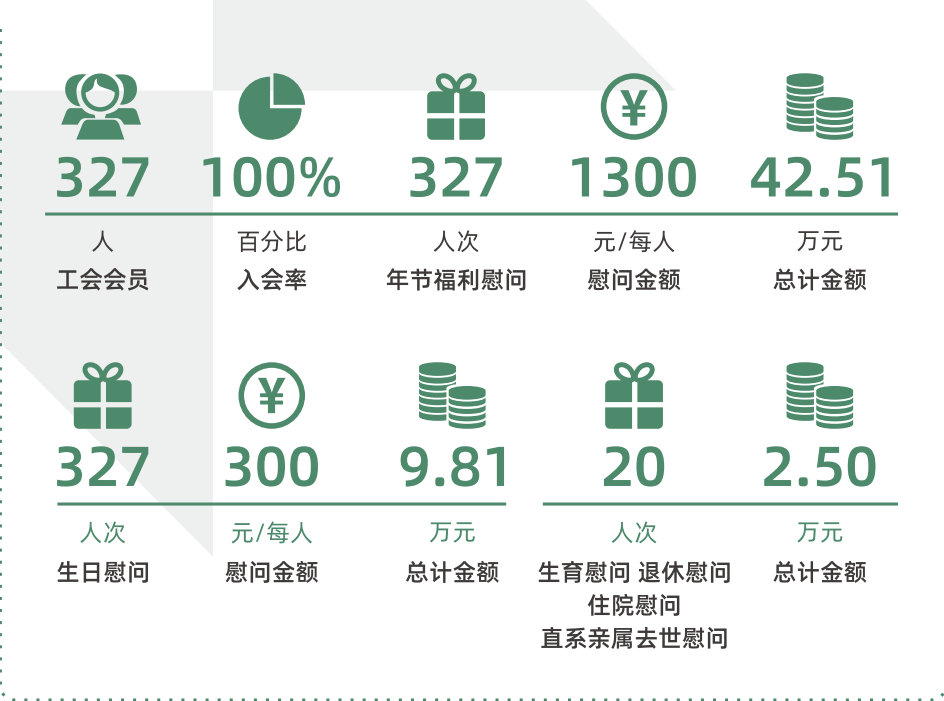 327 100% 327 1300 42.51
人 百分比 人次 元/每人 万元
工会会员 入会率 年节福利慰问 慰问金额 总计金额
327 300 9.81 20 2.50
人次 元/每人 万元 人次 万元
生日慰问 慰问金额 总计金额 生育慰问 退休慰问 总计金额
住院慰问
直系亲属去世慰问